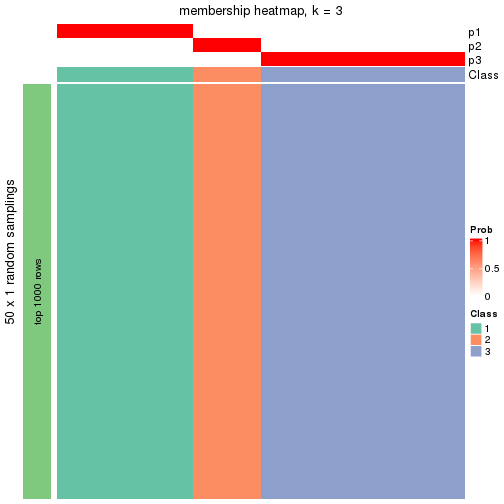 membership heatmap, k = 3
p1
p2
p3
Class
50 x 1 random samplings
top 1000 rows
Prob
1
0.5
0
Class
1
2
3